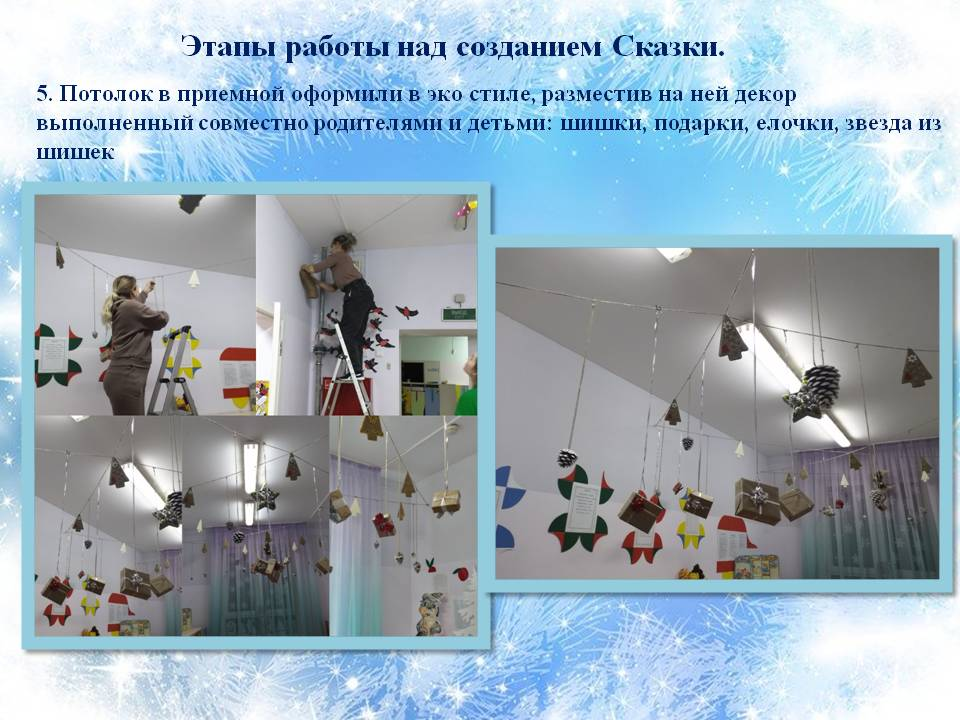 Этапы работы над созданием Сказки.
5. Потолок в приемной оформили в эко стиле, разместив на ней декор
выполненный совместно родителями и детьми: шишки, подарки, елочки, звезда из
шишек
ВЫХОД